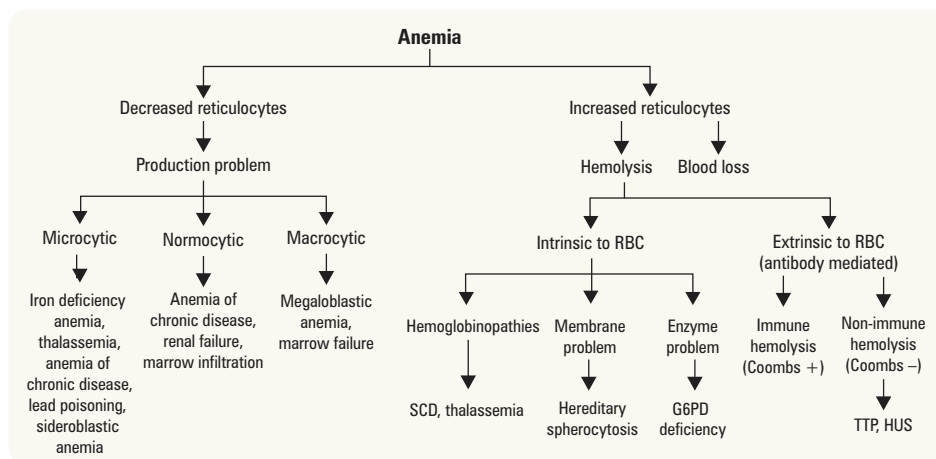 Anemia
Decreased reticulocytes
Increased reticulocytes
Production problem
Hemolysis
Blood loss
Microcytic
Normocytic
Macrocytic
Intrinsic to RBC
Extrinsic to RBC
(antibody mediated)
Iron deficiency
anemia,
thalassemia,
anemia of
chronic disease,
lead poisoning,
sideroblastic
anemia
Anemia of
chronic disease,
renal failure,
marrow infiltration
Megaloblastic
anemia,
marrow failure
Hemoglobinopathies
Membrane
problem
Enzyme
problem
Immune
hemolysis
(Coombs +)
Non-immune
hemolysis
(Coombs –)
SCD, thalassemia
Hereditary
spherocytosis
G6PD
deficiency
TTP, HUS